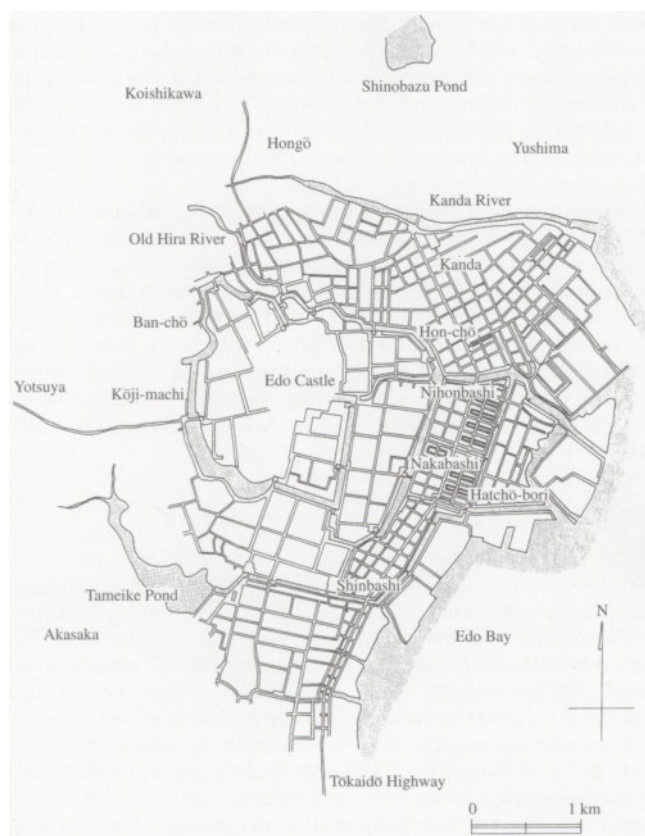 Shinobazu Pond
Koishikawa
Hongō
Yushima
Kanda River
Old Hira River
Kanda
Ban-chō
Hon-chō
Yotsuya
Kōji-machi
Edo Castle
Nihonbashi
Nakabashi
Hatchō-bori
Shinbashi
Tameike Pond
Akasaka
Edo Bay
N
Tōkaidō Highway
0 1 km